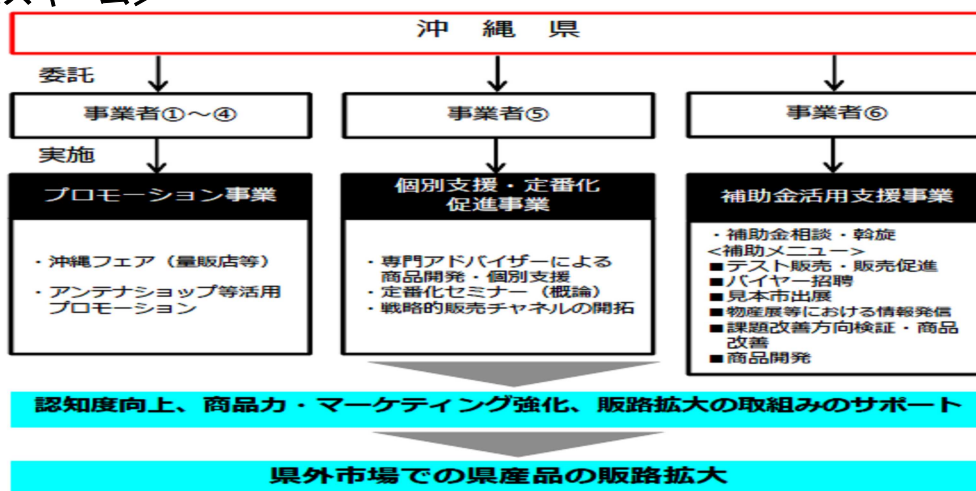 沖 縄 県
委託
事業者①～④
事業者⑤
事業者⑥
実施
プロモーション事業
・沖縄フェア（量販店等）
・アンテナショップ等活用
プロモーション
個別支援・定番化
促進事業
・専門アドバイザーによる
商品開発・個別支援
・定番化セミナー（概論）
・戦略的販売チャネルの開拓
補助金活用支援事業
・補助金相談・斡旋
<補助メニュー>
■テスト販売・販売促進
■バイヤー招聘
■見本市出展
■物産展等における情報発信
■課題改善方向検証・商品
改善
■商品開発
認知度向上、商品力・マーケティング強化、販路拡大の取組みのサポート
県外市場での県産品の販路拡大